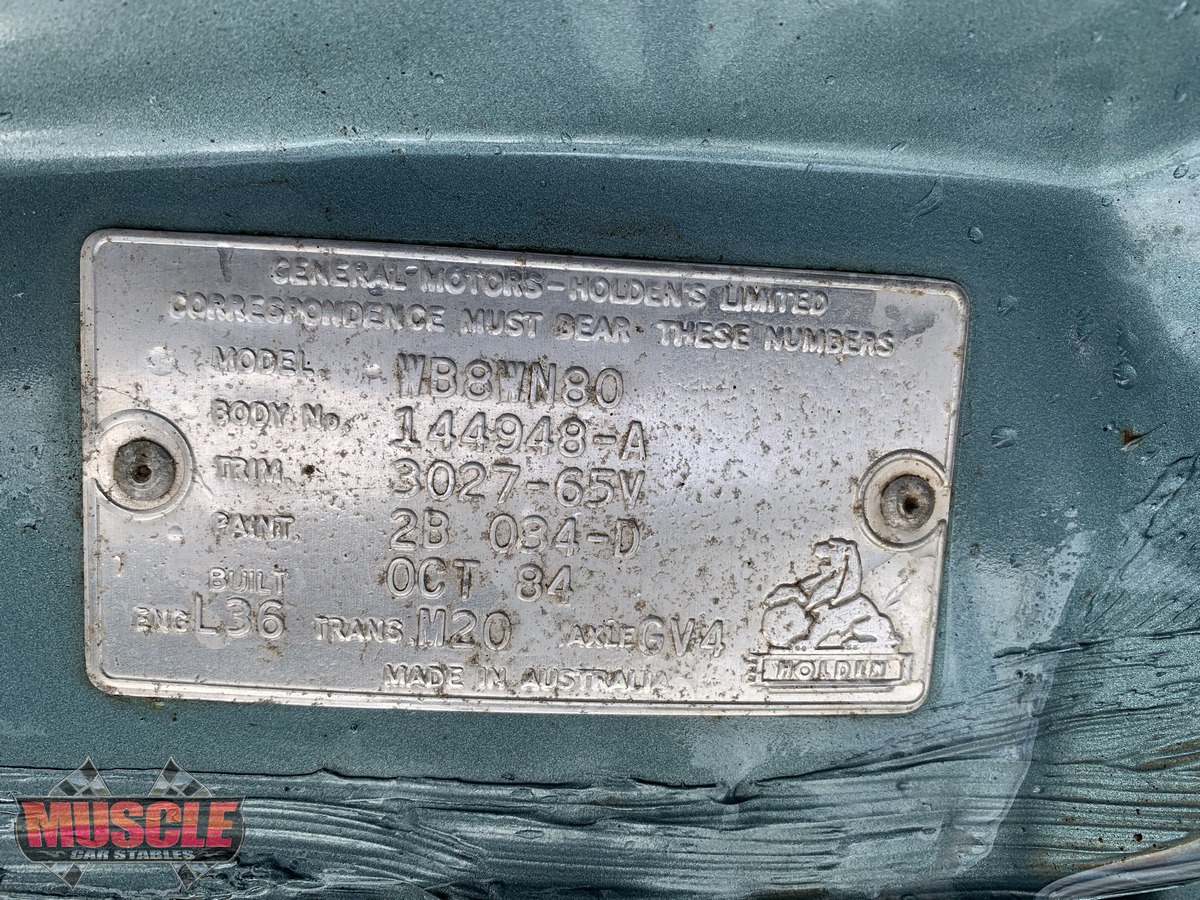 GENERAL MOTORS-HOLDEN'S LIMITED
CORRESPONDENCE MUST BEAR THESE NUMBERS
MODEL. WB8WN80
BODY No. 144948-A
TRIM. 3027-65V
PAINT. 2B 084-D
BUILT OCT 84
ENG L36 TRANS. M20 AXLE GV4
HOLDEN
MADE IN AUSTRALIA
MUSCLE
CAR STABLES